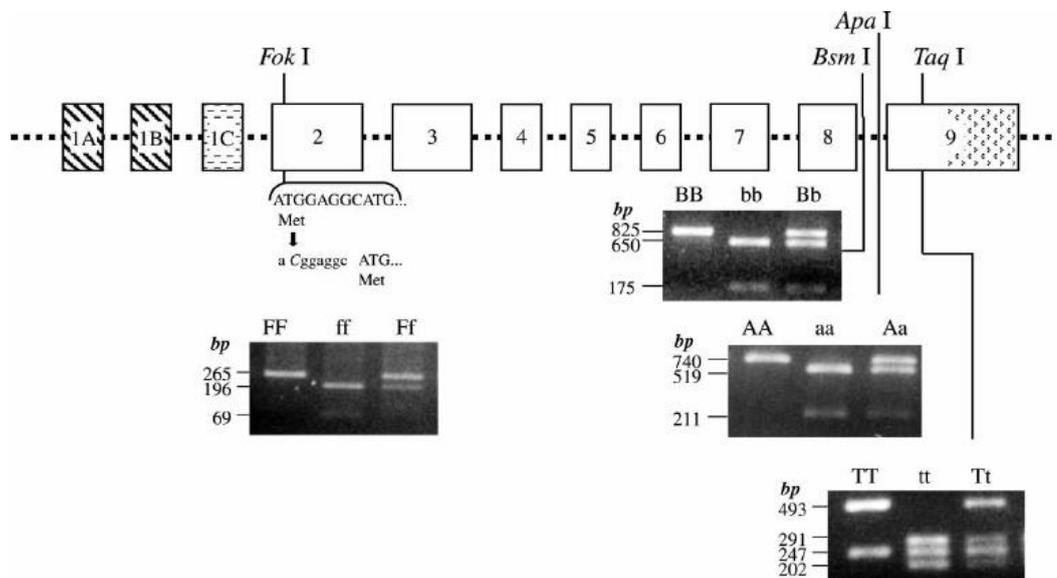 Apa I
Fok I
Bsm I
Taq I
1A
1B
1C
2
3
4
5
6
7
8
9
ATGGAGGCATG...
Met
a Cggaggc ATG...
Met
BB bb Bb
bp
825
650
175
FF ff Ff
bp
265
196
69
AA aa Aa
bp
740
519
211
TT tt Tt
bp
493
291
247
202